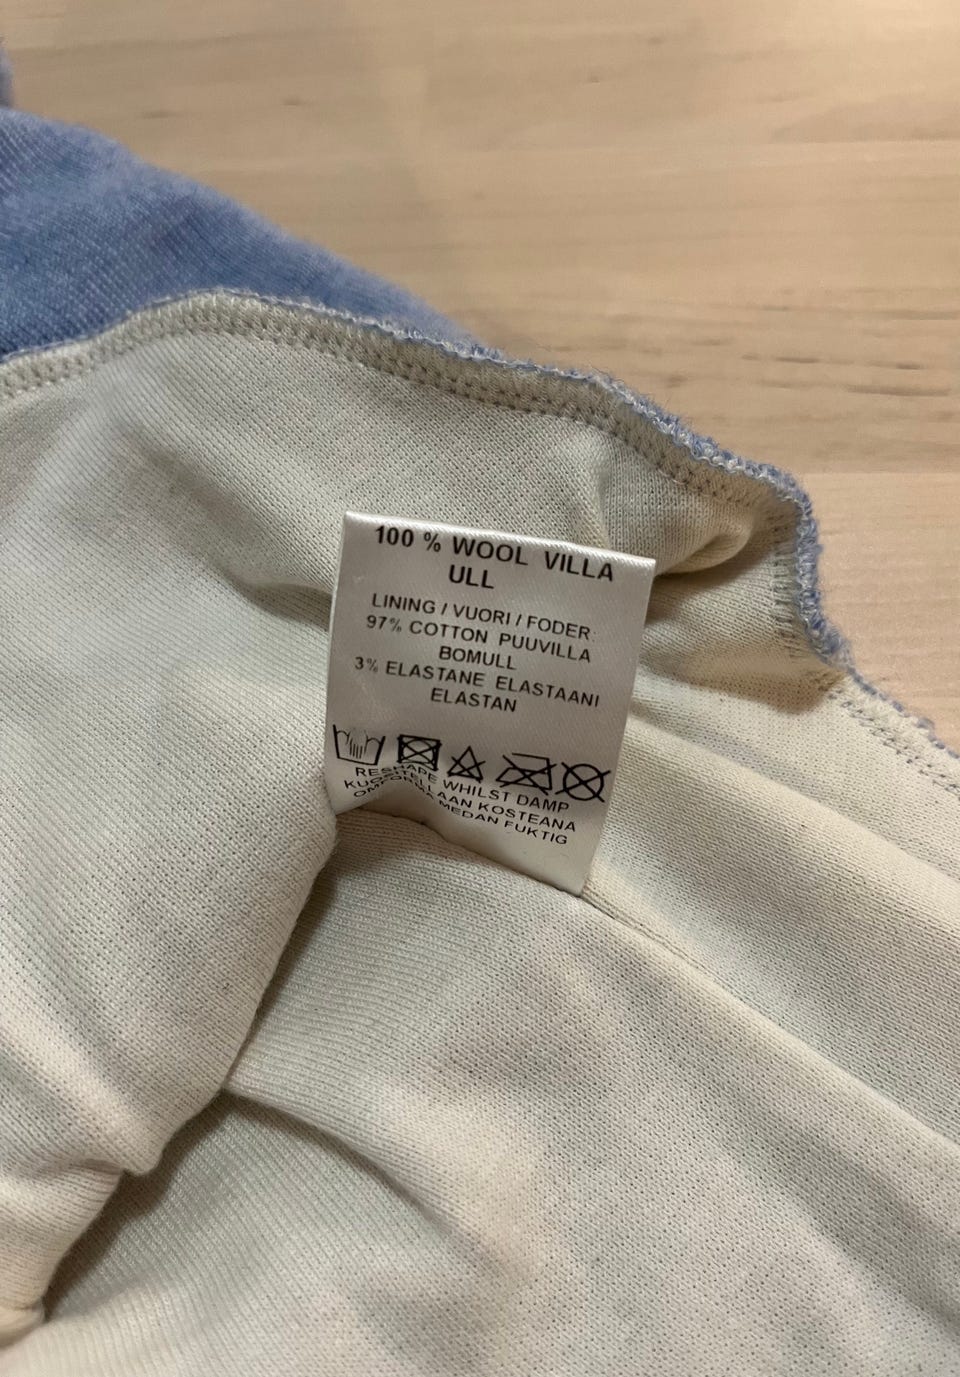 100 % WOOL VILLA
ULL
LINING / VUORI / FODER:
97% COTTON PUUVILLA
BOMULL
3% ELASTANE ELASTAANI
ELASTAN
RESHAPE WHILST DAMP
KUOSITELLAAN KOSTEANA
OMFORMA MEDAN FUKTIG